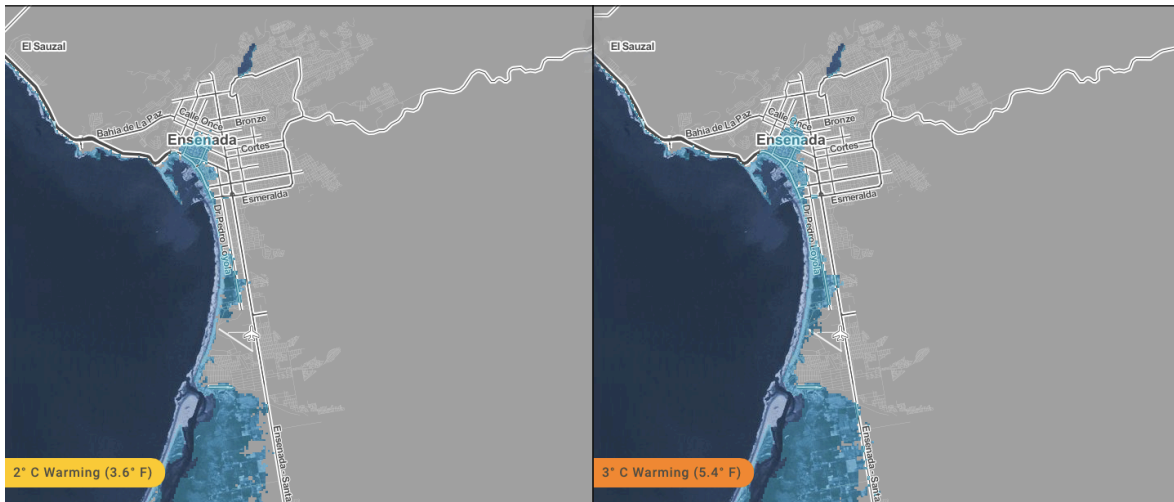 El Sauzal
Bahia de La Paz
Calle Once
Bronze
Ensenada
Cortes
Esmeralda
Dr Pedro Loyola
Ensenada - Santa
2° C Warming (3.6° F)
El Sauzal
Bahia de La Paz
Calle Once
Bronze
Ensenada
Cortes
Esmeralda
Dr Pedro Loyola
Ensenada - Santa
3° C Warming (5.4° F)